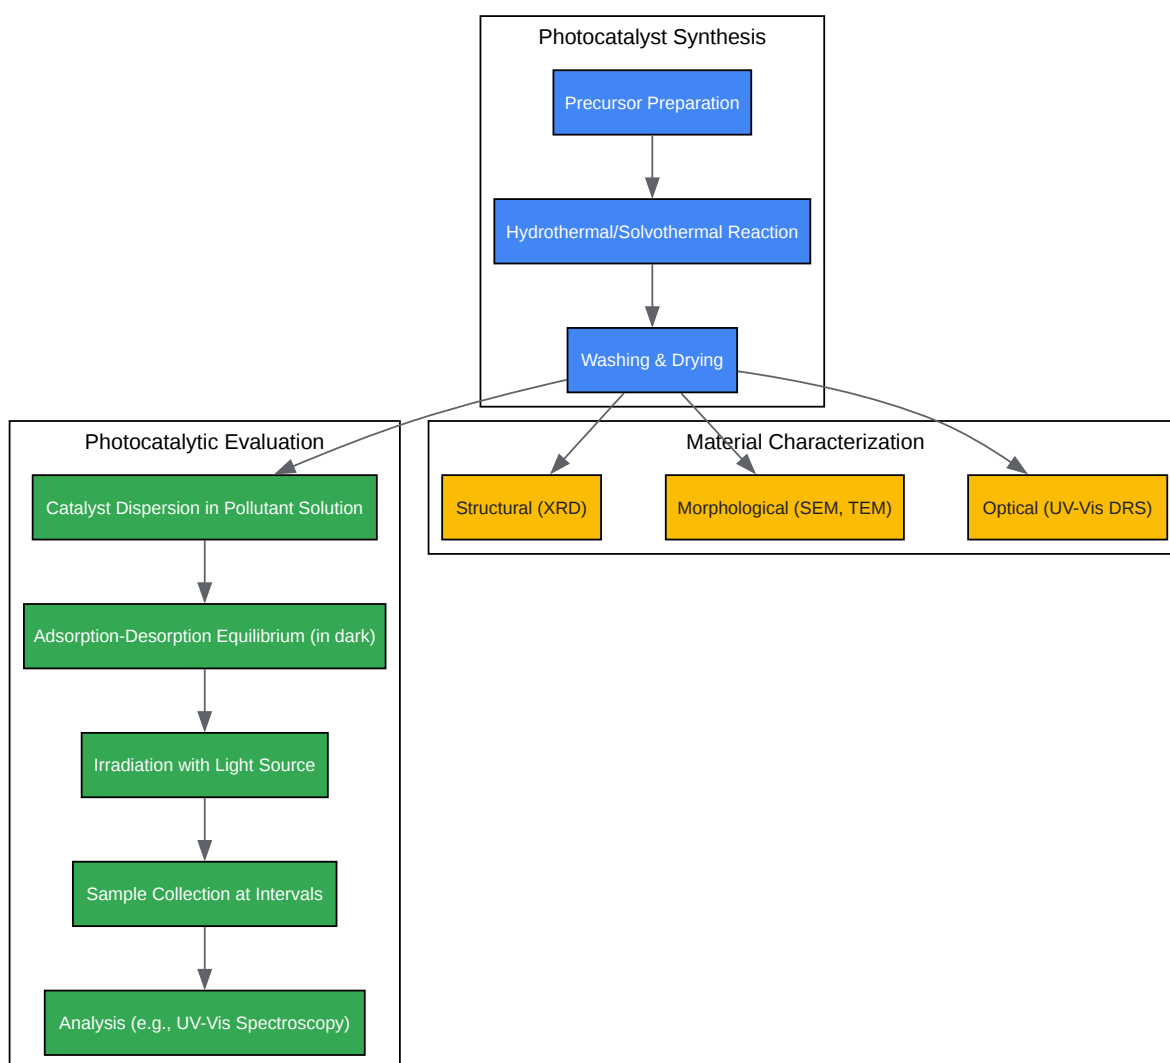 Photocatalyst Synthesis
Precursor Preparation
Hydrothermal/Solvothermal Reaction
Washing & Drying
Photocatalytic Evaluation
Catalyst Dispersion in Pollutant Solution
Adsorption-Desorption Equilibrium (in dark)
Irradiation with Light Source
Sample Collection at Intervals
Analysis (e.g., UV-Vis Spectroscopy)
Material Characterization
Structural (XRD)
Morphological (SEM, TEM)
Optical (UV-Vis DRS)